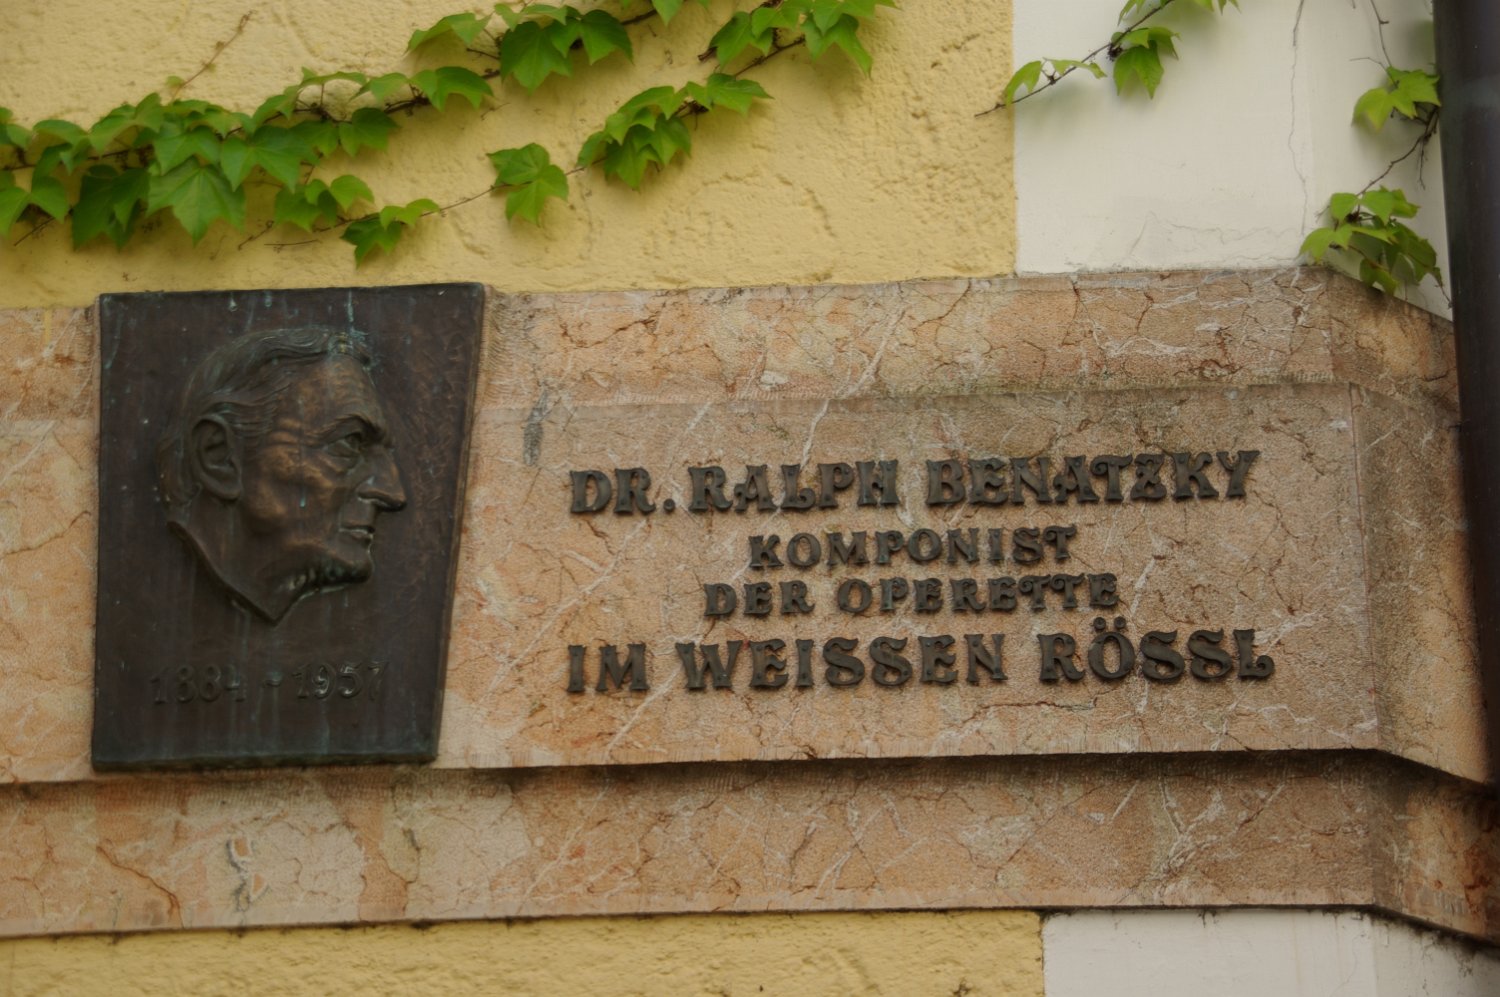 1884 - 1957
DR. RALPH BENATZKY
KOMPONIST
DER OPERETTE
IM WEISSEN RÖSSL